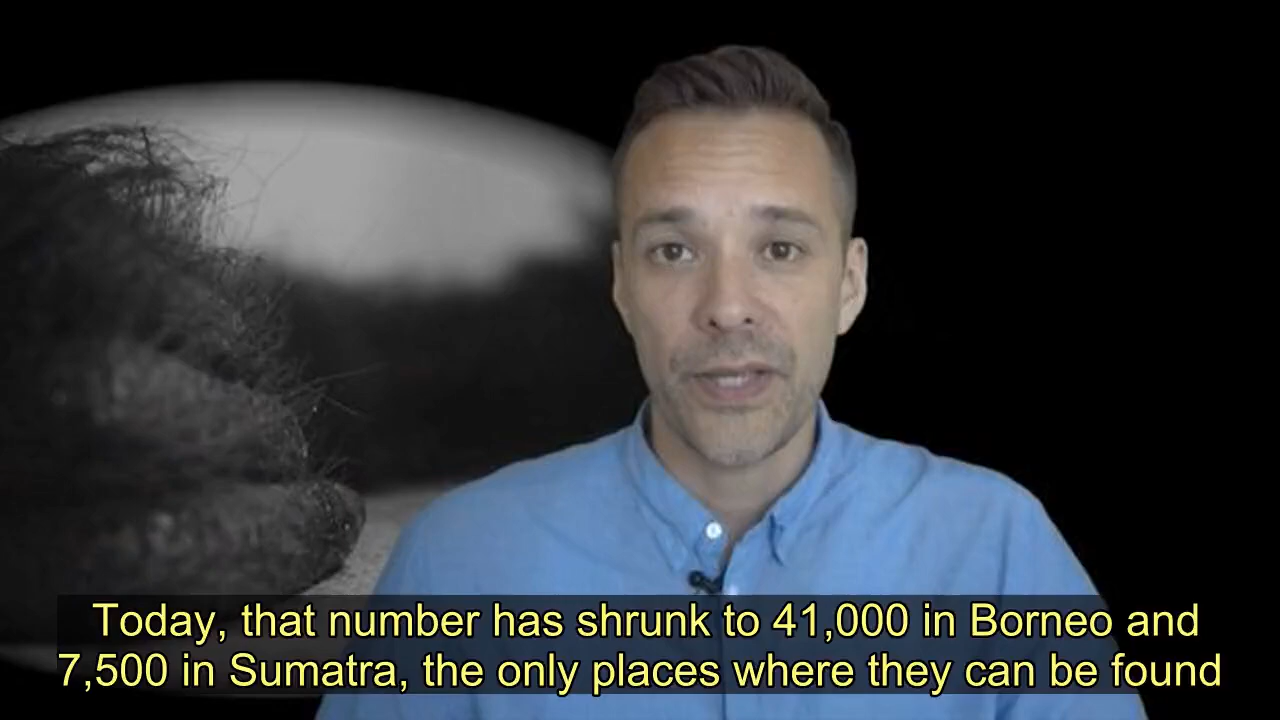 Today, that number has shrunk to 41,000 in Borneo and
7,500 in Sumatra, the only places where they can be found